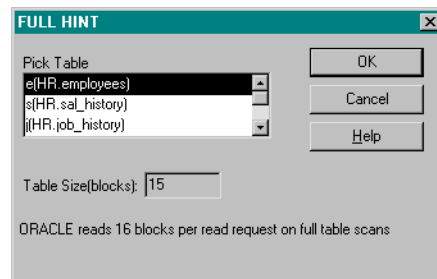 FULL HINT
Pick Table
e(HR.employees)
s(HR.sal_history)
j(HR.job_history)
OK
Cancel
Help
Table Size(blocks): 15
ORACLE reads 16 blocks per read request on full table scans